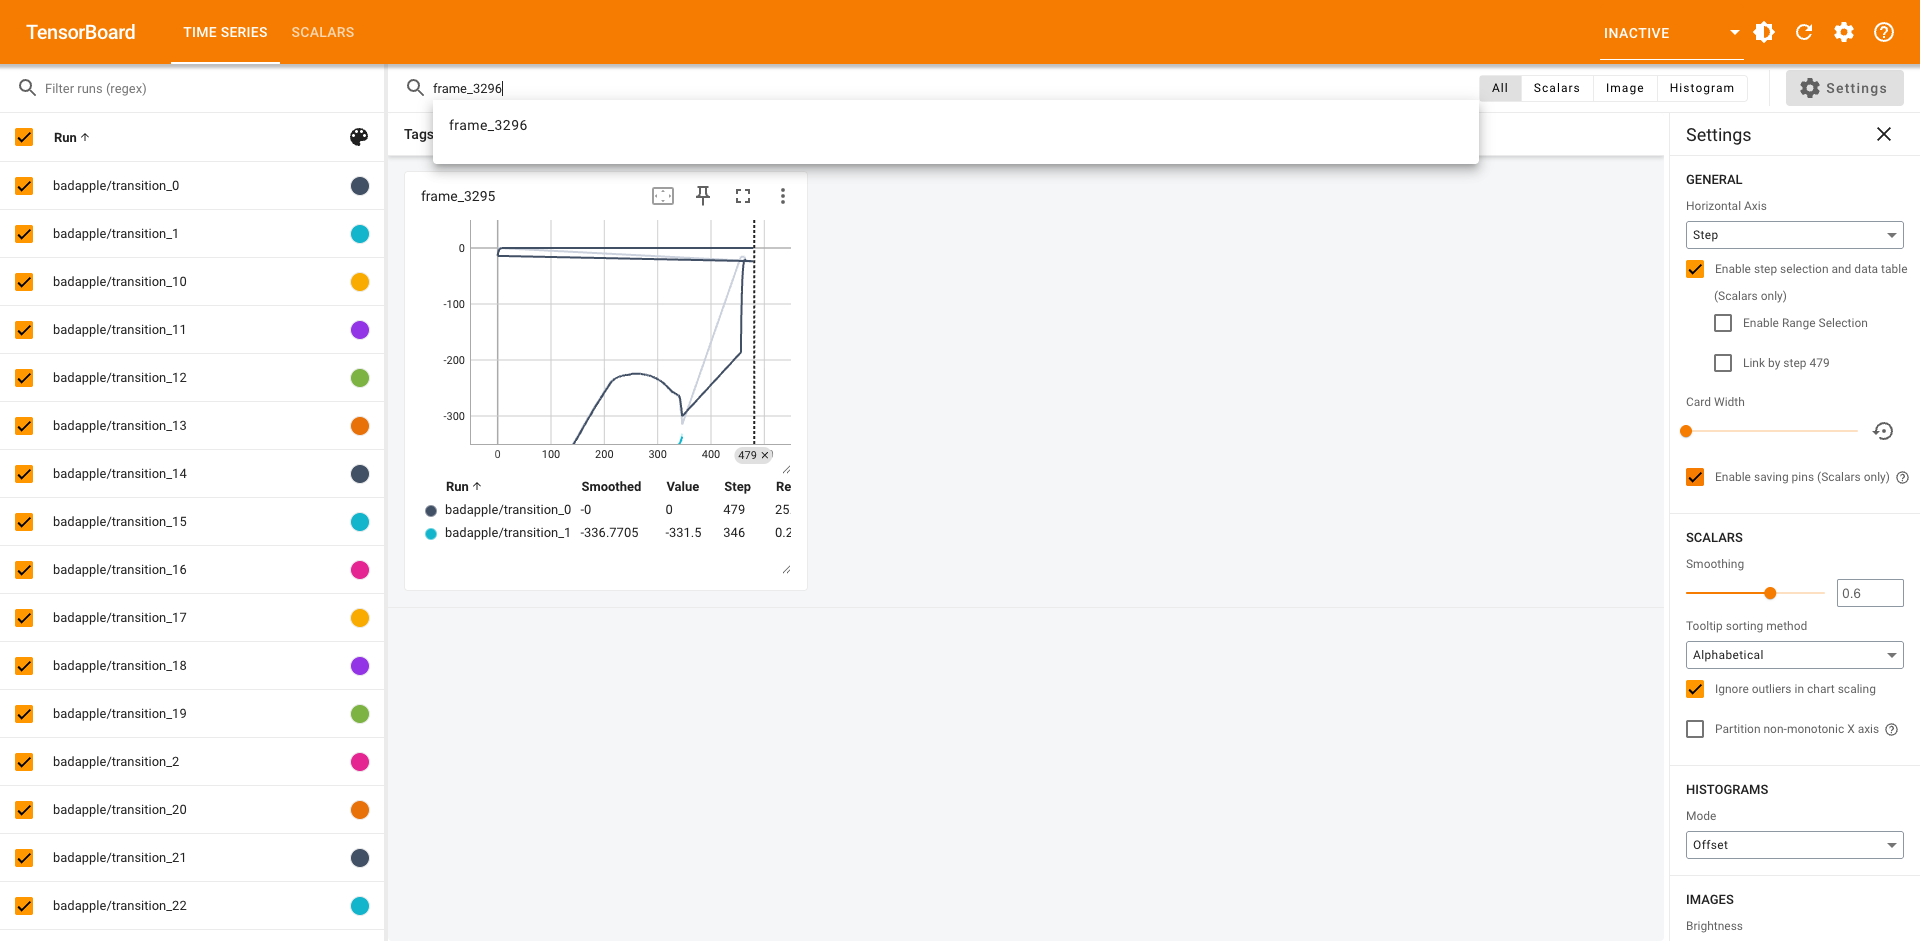 TensorBoard
TIME SERIES
SCALARS
INACTIVE
Filter runs (regex)
frame_3296
All
Scalars
Image
Histogram
Settings
frame_3296
Run
Tags
Settings
badapple/transition_0
badapple/transition_1
badapple/transition_10
badapple/transition_11
badapple/transition_12
badapple/transition_13
badapple/transition_14
badapple/transition_15
badapple/transition_16
badapple/transition_17
badapple/transition_18
badapple/transition_19
badapple/transition_2
badapple/transition_20
badapple/transition_21
badapple/transition_22
frame_3295
0
-100
-200
-300
0 100 200 300 400 479
Run Smoothed Value Step Re
badapple/transition_0 -0 0 479 25
badapple/transition_1 -336.7705 -331.5 346 0.2
GENERAL
Horizontal Axis
Step
Enable step selection and data table
(Scalars only)
Enable Range Selection
Link by step 479
Card Width
Enable saving pins (Scalars only)
SCALARS
Smoothing
0.6
Tooltip sorting method
Alphabetical
Ignore outliers in chart scaling
Partition non-monotonic X axis
HISTOGRAMS
Mode
Offset
IMAGES
Brightness